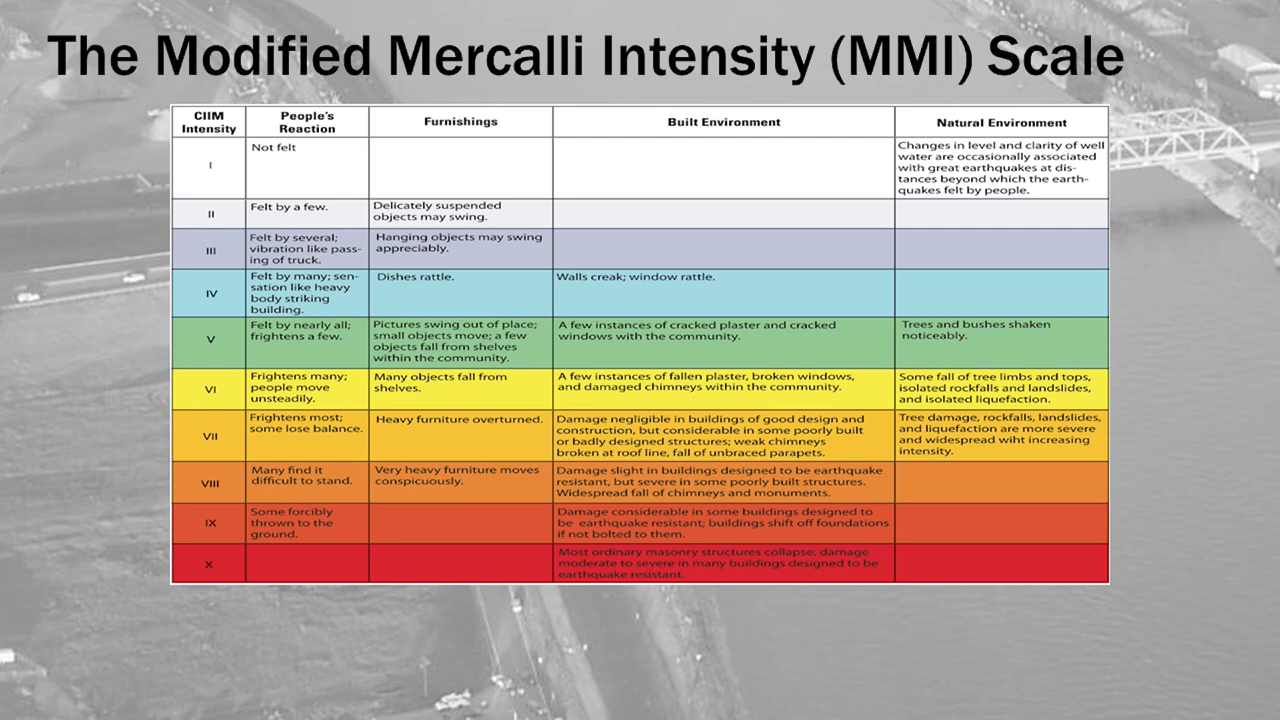 The Modified Mercalli Intensity (MMI) Scale
CIIM
Intensity
People's
Reaction
Furnishings
Built Environment
Natural Environment
I
Not felt
Changes in level and clarity of well
water are occasionally associated
with great earthquakes at dis-
tances beyond which the earth-
quakes felt by people.
II
Felt by a few.
Delicately suspended
objects may swing.
III
Felt by several;
vibration like pass-
ing of truck.
Hanging objects may swing
appreciably.
IV
Felt by many; sen-
sation like heavy
body striking
building.
Dishes rattle.
Walls creak; window rattle.
V
Felt by nearly all;
frightens a few.
Pictures swing out of place;
small objects move; a few
objects fall from shelves
within the community.
A few instances of cracked plaster and cracked
windows with the community.
Trees and bushes shaken
noticeably.
VI
Frightens many;
people move
unsteadily.
Many objects fall from
shelves.
A few instances of fallen plaster, broken windows,
and damaged chimneys within the community.
Some fall of tree limbs and tops,
isolated rockfalls and landslides,
and isolated liquefaction.
VII
Frightens most;
some lose balance.
Heavy furniture overturned.
Damage negligible in buildings of good design and
construction, but considerable in some poorly built
or badly designed structures; weak chimneys
broken at roof line, fall of unbraced parapets.
Tree damage, rockfalls, landslides,
and liquefaction are more severe
and widespread wiht increasing
intensity.
VIII
Many find it
difficult to stand.
Very heavy furniture moves
conspicuously.
Damage slight in buildings designed to be earthquake
resistant, but severe in some poorly built structures.
Widespread fall of chimneys and monuments.
IX
Some forcibly
thrown to the
ground.
Damage considerable in some buildings designed to
be earthquake resistant; buildings shift off foundations
if not bolted to them.
X
Most ordinary masonry structures collapse; damage
moderate to severe in many buildings designed to be
earthquake resistant.